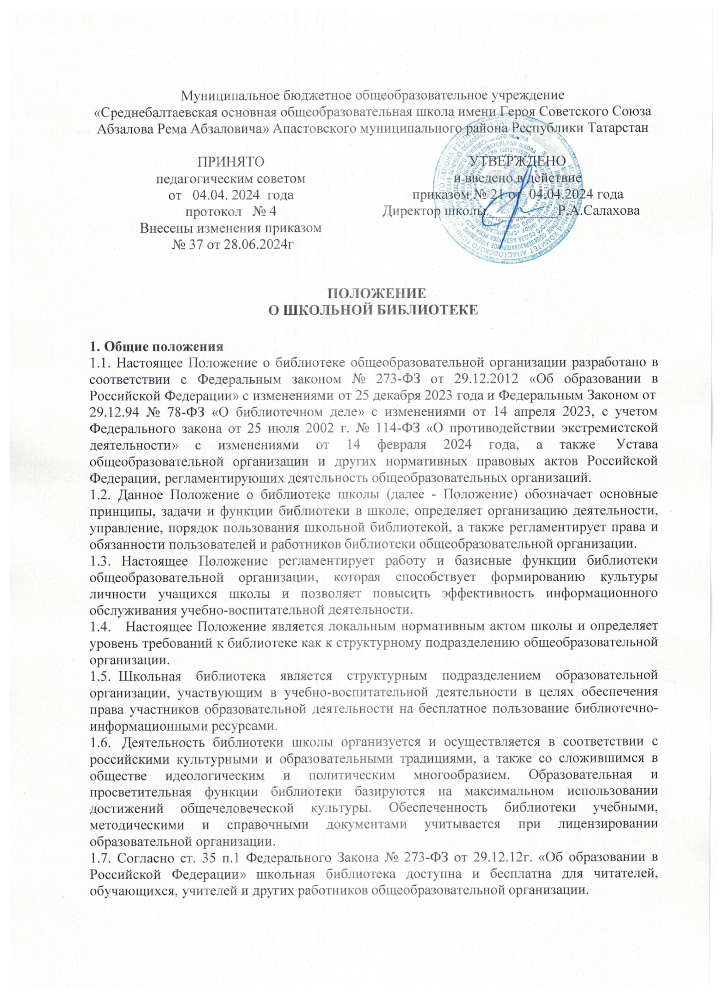 Муниципальное бюджетное общеобразовательное учреждение
«Среднебалтаевская основная общеобразовательная школа имени Героя Советского Союза
Абзалова Рема Абзаловича» Апастовского муниципального района Республики Татарстан
ПРИНЯТО
педагогическим советом
от 04.04. 2024 года
протокол № 4
Внесены изменения приказом
№ 37 от 28.06.2024г
УТВЕРЖДЕНО
и введено в действие
приказом № 21 от 04.04.2024 года
Директор школы__________Р.А.Салахова
ПОЛОЖЕНИЕ
О ШКОЛЬНОЙ БИБЛИОТЕКЕ
1. Общие положения
1.1. Настоящее Положение о библиотеке общеобразовательной организации разработано в
соответствии с Федеральным законом № 273-ФЗ от 29.12.2012 «Об образовании в
Российской Федерации» с изменениями от 25 декабря 2023 года и Федеральным Законом от
29.12.94 № 78-ФЗ «О библиотечном деле» с изменениями от 14 апреля 2023, с учетом
Федерального закона от 25 июля 2002 г. № 114-ФЗ «О противодействии экстремистской
деятельности» с изменениями от 14 февраля 2024 года, а также Устава
общеобразовательной организации и других нормативных правовых актов Российской
Федерации, регламентирующих деятельность общеобразовательных организаций.
1.2. Данное Положение о библиотеке школы (далее - Положение) обозначает основные
принципы, задачи и функции библиотеки в школе, определяет организацию деятельности,
управление, порядок пользования школьной библиотекой, а также регламентирует права и
обязанности пользователей и работников библиотеки общеобразовательной организации.
1.3. Настоящее Положение регламентирует работу и базисные функции библиотеки
общеобразовательной организации, которая способствует формированию культуры
личности учащихся школы и позволяет повысить эффективность информационного
обслуживания учебно-воспитательной деятельности.
1.4. Настоящее Положение является локальным нормативным актом школы и определяет
уровень требований к библиотеке как к структурному подразделению общеобразовательной
организации.
1.5. Школьная библиотека является структурным подразделением образовательной
организации, участвующим в учебно-воспитательной деятельности в целях обеспечения
права участников образовательной деятельности на бесплатное пользование библиотечно-
информационными ресурсами.
1.6. Деятельность библиотеки школы организуется и осуществляется в соответствии с
российскими культурными и образовательными традициями, а также со сложившимся в
обществе идеологическим и политическим многообразием. Образовательная и
просветительная функции библиотеки базируются на максимальном использовании
достижений общечеловеческой культуры. Обеспеченность библиотеки учебными,
методическими и справочными документами учитывается при лицензировании
образовательной организации.
1.7. Согласно ст. 35 п.1 Федерального Закона № 273-ФЗ от 29.12.12г. «Об образовании в
Российской Федерации» школьная библиотека доступна и бесплатна для читателей,
обучающихся, учителей и других работников общеобразовательной организации.